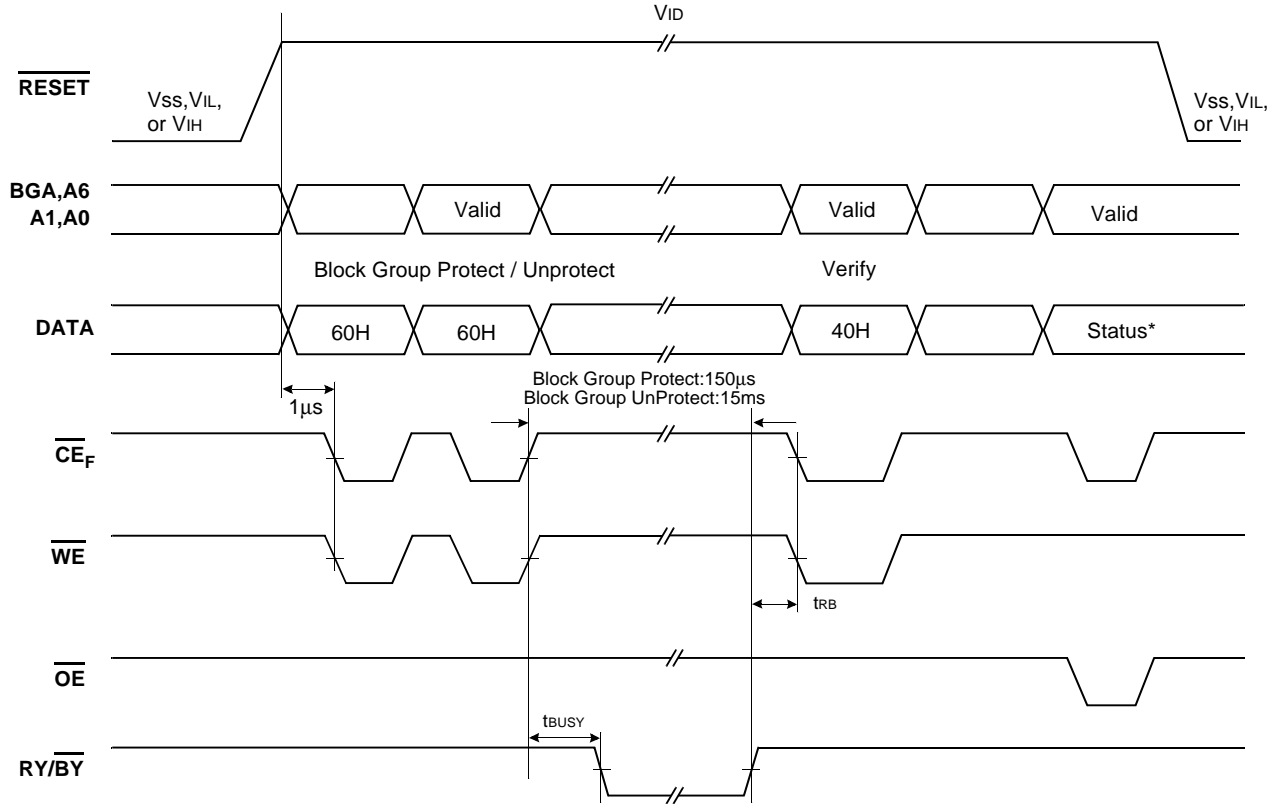 VID
RESET
Vss,VIL,
or VIH
Vss,VIL,
or VIH
BGA,A6
A1,A0
Valid
Valid
Valid
Block Group Protect / Unprotect
Verify
DATA
60H
60H
40H
Status*
1μs
Block Group Protect:150μs
Block Group UnProtect:15ms
CEF
WE
tRB
OE
tBUSY
RY/BY